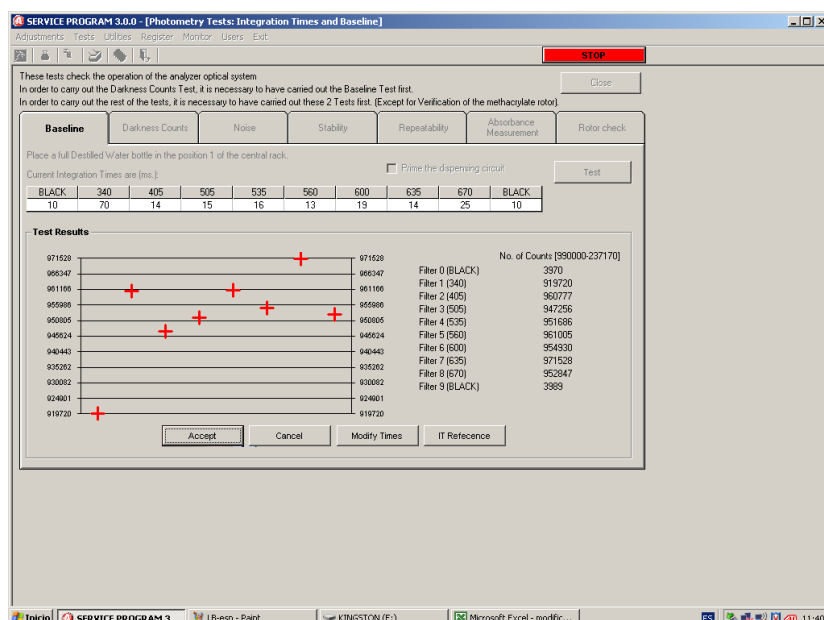 SERVICE PROGRAM 3.0.0 - [Photometry Tests: Integration Times and Baseline]
Adjustments Tests Utilities Register Monitor Users Exit
STOP
These tests check the operation of the analyzer optical system
In order to carry out the Darkness Counts Test, it is necessary to have carried out the Baseline Test first.
In order to carry out the rest of the tests, it is necessary to have carried out these 2 Tests first. (Except for Verification of the methacrylate rotor).
Close
Baseline Darkness Counts Noise Stability Repeatability Absorbance Measurement Rotor check
Place a full Destilled Water bottle in the position 1 of the central rack.
Prime the dispensing circuit
Test
Current Integration Times are (ms.):
BLACK 340 405 505 535 560 600 635 670 BLACK
10 70 14 15 16 13 19 14 25 10
Test Results
No. of Counts [990000-237170]
971528 971528
966347 966347
961166 961166
955986 955986
950805 950805
945624 945624
940443 940443
935262 935262
930082 930082
924901 924901
919720 919720
Filter 0 (BLACK) 3970
Filter 1 (340) 919720
Filter 2 (405) 960777
Filter 3 (505) 947256
Filter 4 (535) 951686
Filter 5 (560) 961005
Filter 6 (600) 954930
Filter 7 (635) 971528
Filter 8 (670) 952847
Filter 9 (BLACK) 3989
Accept Cancel Modify Times IT Refecence
Inicio SERVICE PROGRAM 3.... LB-esp - Paint KINGSTON (E:) Microsoft Excel - modific... ES 11:40